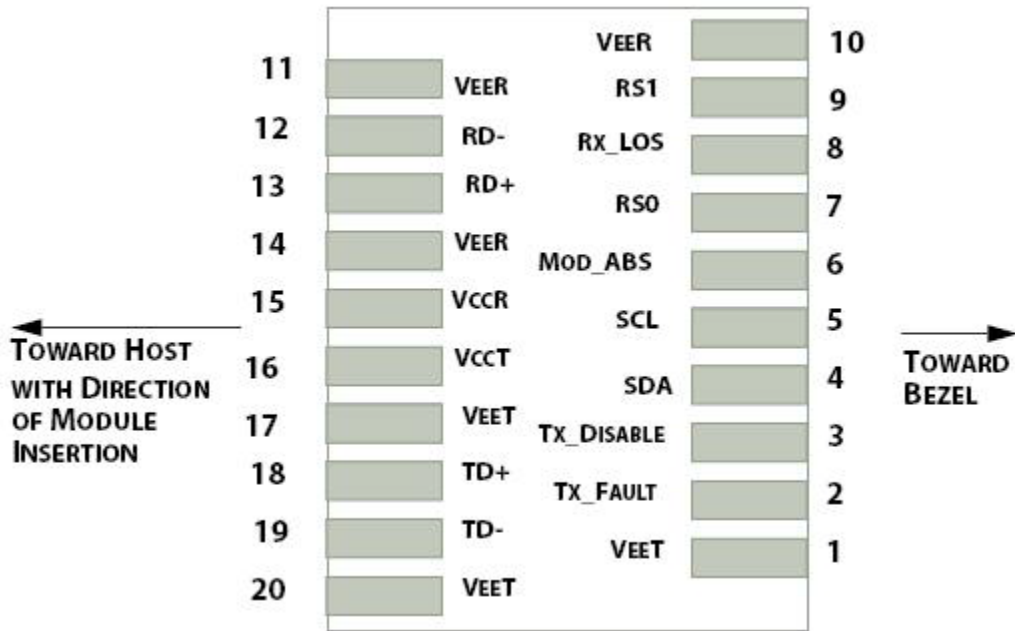 VEER 10
11 VEER
RS1 9
12 RD-
RX_LOS 8
13 RD+
RS0 7
14 VEER
MOD_ABS 6
15 VCCR
SCL 5
TOWARD HOST
WITH DIRECTION
OF MODULE
INSERTION
TOWARD
BEZEL
16 VCCT
SDA 4
17 VEET
TX_DISABLE 3
18 TD+
TX_FAULT 2
19 TD-
VEET 1
20 VEET